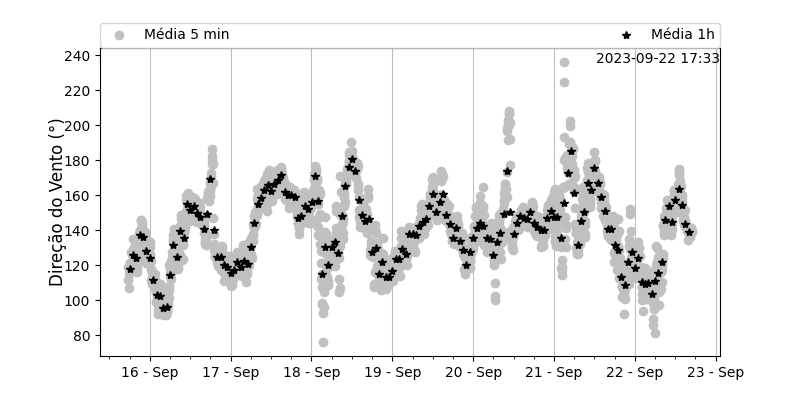 Média 5 min
Média 1h
2023-09-22 17:33
Direção do Vento (°)
240
220
200
180
160
140
120
100
80
16 - Sep
17 - Sep
18 - Sep
19 - Sep
20 - Sep
21 - Sep
22 - Sep
23 - Sep